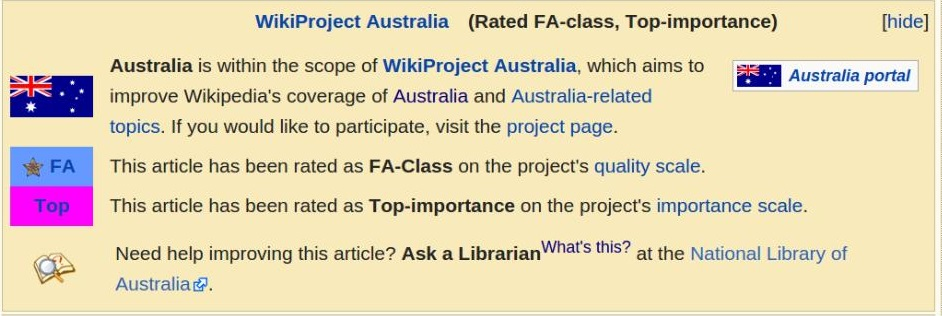 WikiProject Australia (Rated FA-class, Top-importance) [hide]
Australia is within the scope of WikiProject Australia, which aims to
improve Wikipedia's coverage of Australia and Australia-related
topics. If you would like to participate, visit the project page.
Australia portal
FA This article has been rated as FA-Class on the project's quality scale.
Top This article has been rated as Top-importance on the project's importance scale.
Need help improving this article? Ask a Librarian What's this? at the National Library of
Australia.